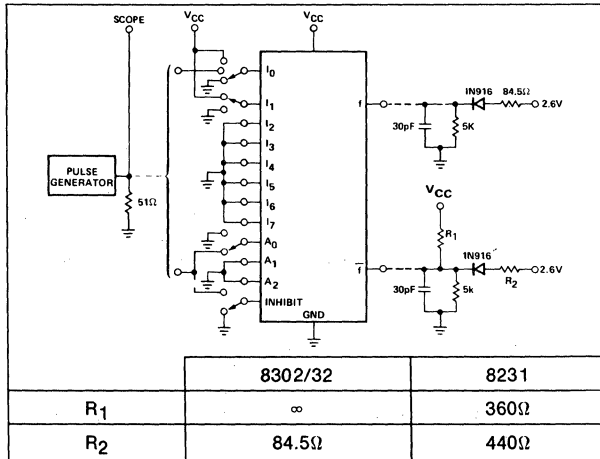 SCOPE
VCC
VCC
I0
I1
I2
I3
I4
I5
I6
I7
A0
A1
A2
INHIBIT
GND
PULSE
GENERATOR
51Ω
f
1N916
84.5Ω
2.6V
30pF
5K
VCC
R1
f̅
1N916
R2
2.6V
30pF
5k
8302/32 8231
R1 ∞ 360Ω
R2 84.5Ω 440Ω